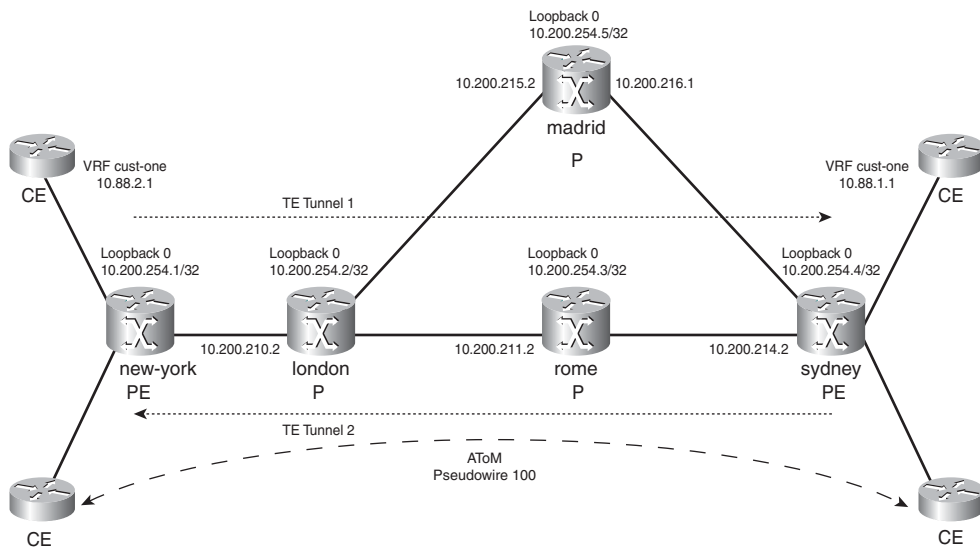 Loopback 0
10.200.254.5/32
10.200.215.2
10.200.216.1
madrid
P
VRF cust-one
10.88.2.1
CE
VRF cust-one
10.88.1.1
CE
TE Tunnel 1
Loopback 0
10.200.254.1/32
Loopback 0
10.200.254.2/32
Loopback 0
10.200.254.3/32
Loopback 0
10.200.254.4/32
10.200.210.2
10.200.211.2
10.200.214.2
new-york
PE
london
P
rome
P
sydney
PE
TE Tunnel 2
AToM
Pseudowire 100
CE
CE